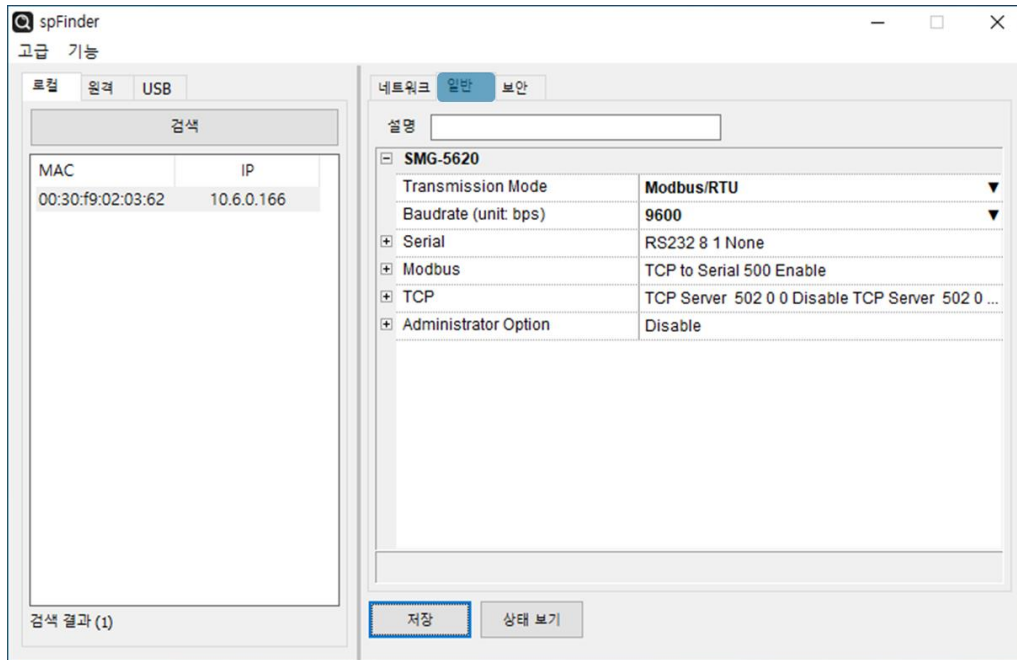 spFinder
고급 기능
로컬 원격 USB
검색
MAC IP
00:30:f9:02:03:62 10.6.0.166
검색 결과 (1)
네트워크 일반 보안
설명
SMG-5620
Transmission Mode Modbus/RTU
Baudrate (unit: bps) 9600
Serial RS232 8 1 None
Modbus TCP to Serial 500 Enable
TCP TCP Server 502 0 0 Disable TCP Server 502 0 ...
Administrator Option Disable
저장 상태 보기